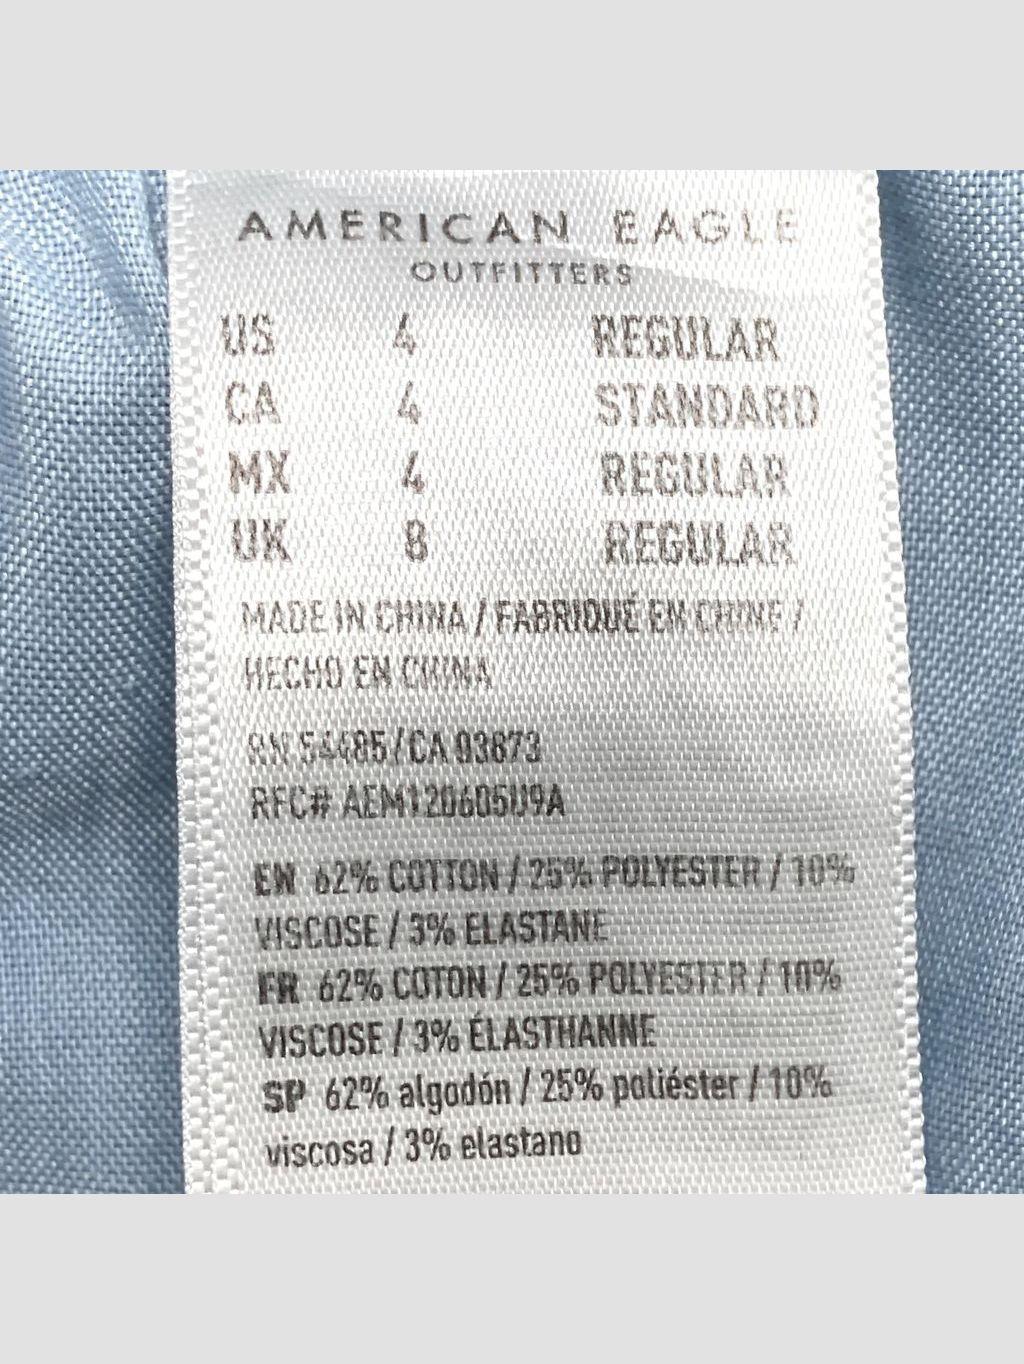 AMERICAN EAGLE
OUTFITTERS
US 4 REGULAR
CA 4 STANDARD
MX 4 REGULAR
UK 8 REGULAR
MADE IN CHINA / FABRIQUÉ EN CHINE /
HECHO EN CHINA
RN 54485/CA 03673
RFC# AEM120605U9A
EN 62% COTTON / 25% POLYESTER / 10%
VISCOSE / 3% ELASTANE
FR 62% COTON / 25% POLYESTER / 10%
VISCOSE / 3% ÉLASTHANNE
SP 62% algodón / 25% poliéster / 10%
viscosa / 3% elastano